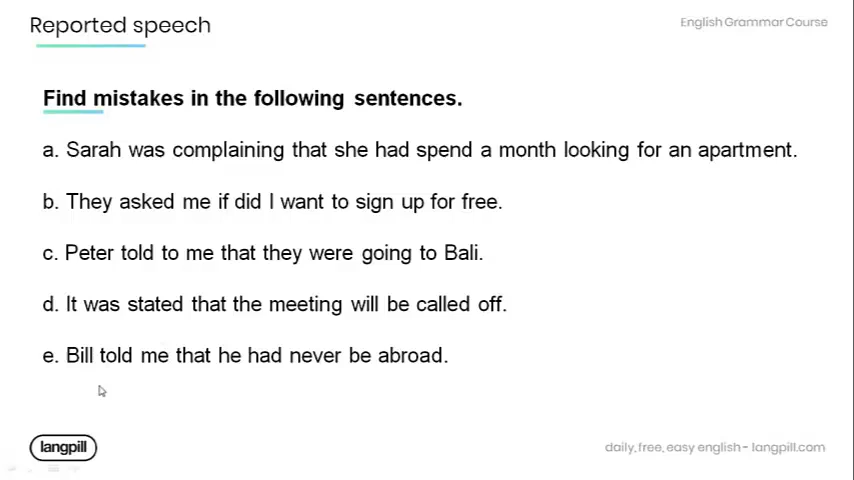 Reported speech
English Grammar Course
Find mistakes in the following sentences.
a. Sarah was complaining that she had spend a month looking for an apartment.
b. They asked me if did I want to sign up for free.
c. Peter told to me that they were going to Bali.
d. It was stated that the meeting will be called off.
e. Bill told me that he had never be abroad.
langpill
daily, free, easy english - langpill.com